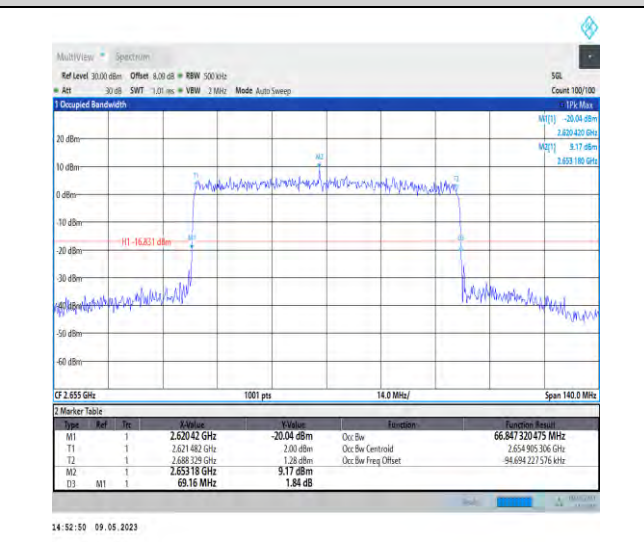 MultiView Spectrum
Ref Level 30.00 dBm Offset 8.00 dB RBW 500 kHz SGL
Att 30 dB SWT 1.01 ms VBW 2 MHz Mode Auto Sweep Count 100/100
1 Occupied Bandwidth 1Pk Max
M1[1] -20.04 dBm
2.620 420 GHz
M2[1] 9.17 dBm
2.653 180 GHz
20 dBm
M2
10 dBm
T1 T2
0 dBm
-10 dBm
H1 -16.831 dBm M1 D3
-20 dBm
-30 dBm
-40 dBm
-50 dBm
-60 dBm
CF 2.655 GHz 1001 pts 14.0 MHz/ Span 140.0 MHz
2 Marker Table
Type Ref Trc X-Value Y-Value Function Function Result
M1 1 2.62042 GHz -20.04 dBm Occ Bw 66.847 320 475 MHz
T1 1 2.621 482 GHz 2.00 dBm Occ Bw Centroid 2.654 905 306 GHz
T2 1 2.688 329 GHz 1.28 dBm Occ Bw Freq Offset -94.694 227 576 kHz
M2 1 2.653 18 GHz 9.17 dBm
D3 M1 1 69.16 MHz 1.84 dB
14:52:50 09.05.2023